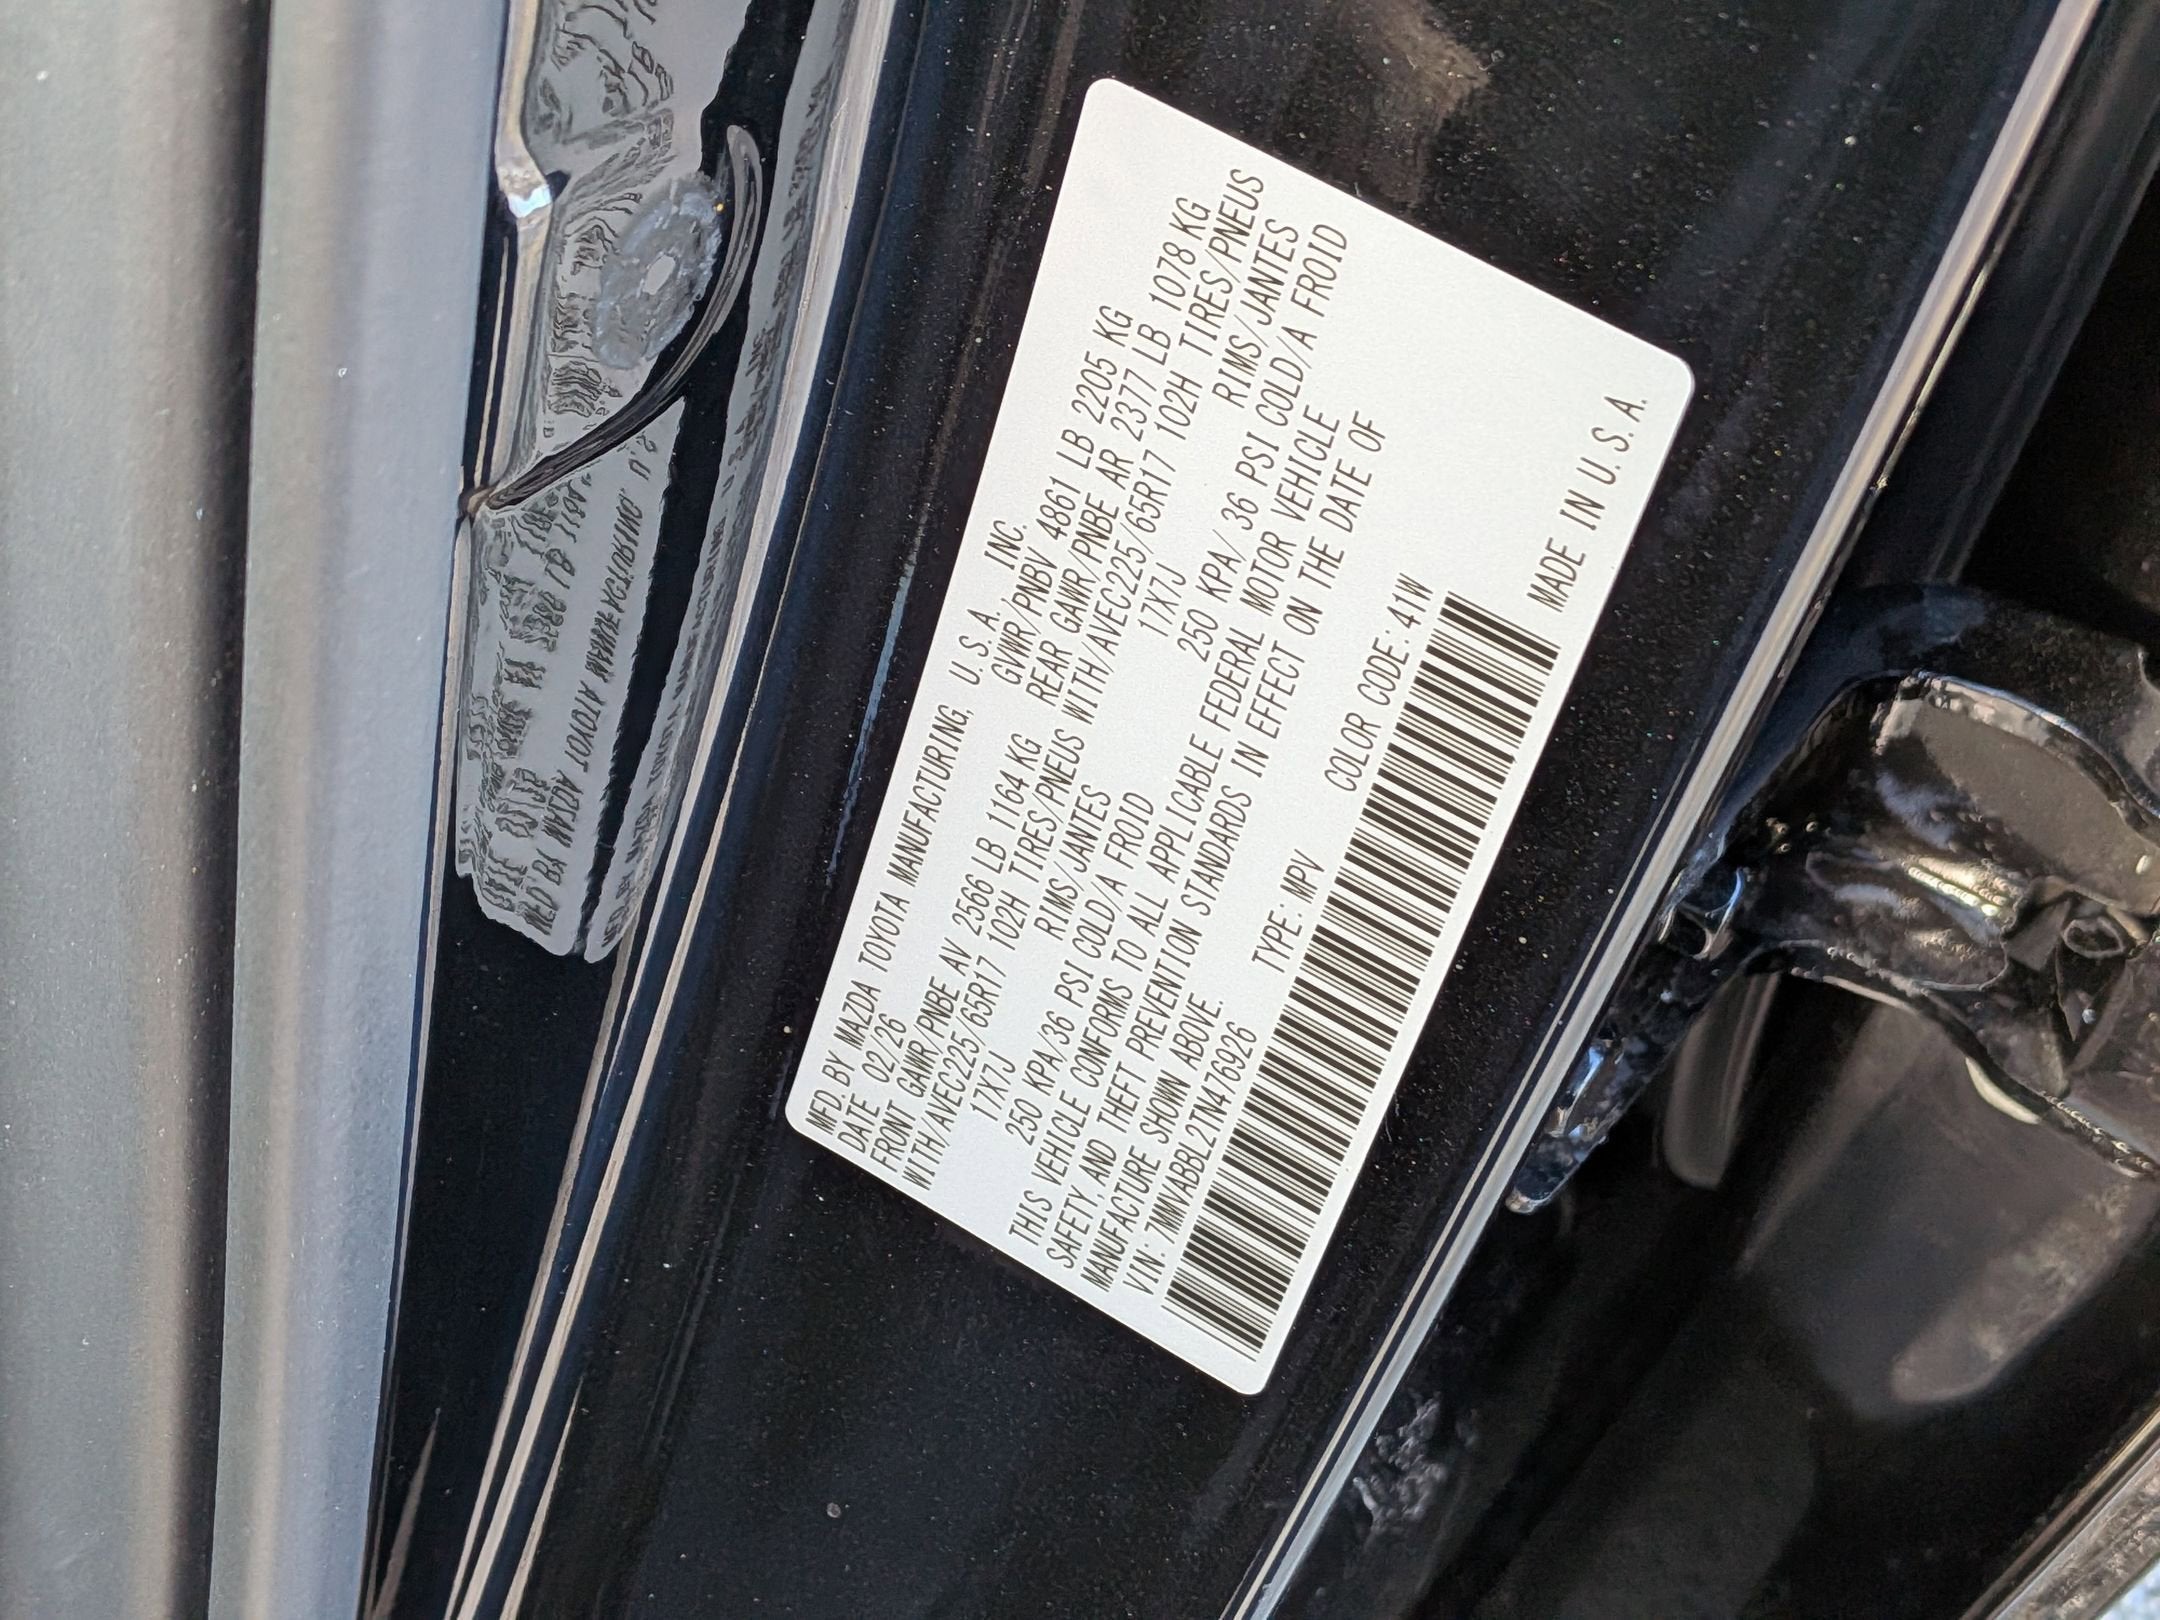 MFD. BY MAZDA TOYOTA MANUFACTURING, U. S. A. INC.
DATE 02/26 GVWR/PNBV 4861 LB 2205 KG
FRONT GAWR/PNBE AV 2566 LB 1164 KG REAR GAWR/PNBE AR 2377 LB 1078 KG
WITH/AVEC225/65R17 102H TIRES/PNEUS WITH/AVEC225/65R17 102H TIRES/PNEUS
17X7J RIMS/JANTES 17X7J RIMS/JANTES
250 KPA/36 PSI COLD/A FROID 250 KPA/ 36 PSI COLD/A FROID
THIS VEHICLE CONFORMS TO ALL APPLICABLE FEDERAL MOTOR VEHICLE
SAFETY, AND THEFT PREVENTION STANDARDS IN EFFECT ON THE DATE OF
MANUFACTURE SHOWN ABOVE.
VIN: 7MMVABBL2TN476926 TYPE: MPV COLOR CODE: 41W
MADE IN U. S. A.